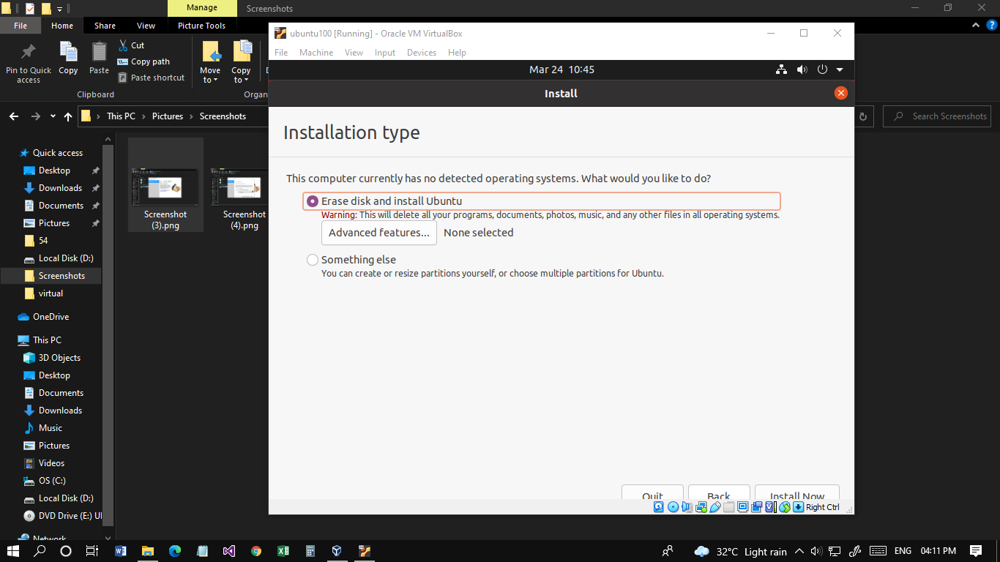 Manage
Screenshots
File
Home
Share
View
Picture Tools
Pin to Quick
access
Copy
Paste
Cut
Copy path
Paste shortcut
Move
to
Copy
to
Clipboard
Organ
This PC
Pictures
Screenshots
Search Screenshots
Quick access
Desktop
Downloads
Documents
Pictures
54
Local Disk (D:)
Screenshots
virtual
OneDrive
This PC
3D Objects
Desktop
Documents
Downloads
Music
Pictures
Videos
OS (C:)
Local Disk (D:)
DVD Drive (E:) UI
Network
Screenshot
(3).png
Screenshot
(4).png
ubuntu100 [Running] - Oracle VM VirtualBox
File Machine View Input Devices Help
Mar 24 10:45
Install
Installation type
This computer currently has no detected operating systems. What would you like to do?
Erase disk and install Ubuntu
Warning: This will delete all your programs, documents, photos, music, and any other files in all operating systems.
Advanced features... None selected
Something else
You can create or resize partitions yourself, or choose multiple partitions for Ubuntu.
Quit
Back
Install Now
Right Ctrl
32°C Light rain
ENG
04:11 PM